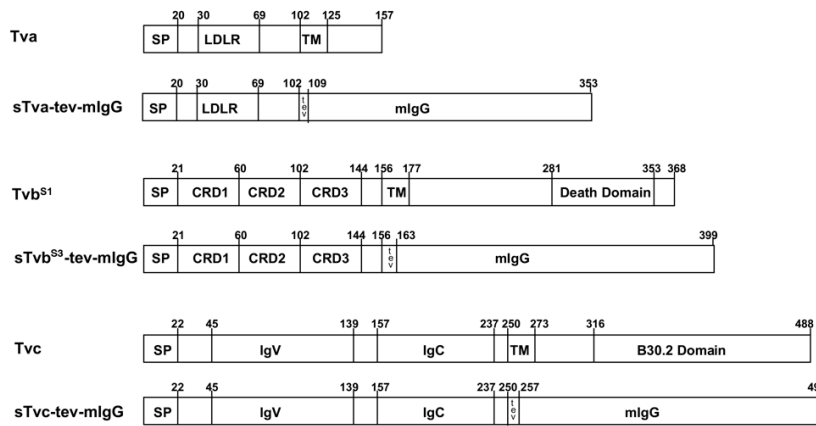 20 30 69 102 125 157
Tva SP LDLR TM
20 30 69 102 109 353
sTva-tev-mIgG SP LDLR tev mIgG
21 60 102 144 156 177 281 353 368
TvbS1 SP CRD1 CRD2 CRD3 TM Death Domain
21 60 102 144 156 163 399
sTvbS3-tev-mIgG SP CRD1 CRD2 CRD3 tev mIgG
22 45 139 157 237 250 273 316 488
Tvc SP IgV IgC TM B30.2 Domain
22 45 139 157 237 250 257
sTvc-tev-mIgG SP IgV IgC tev mIgG